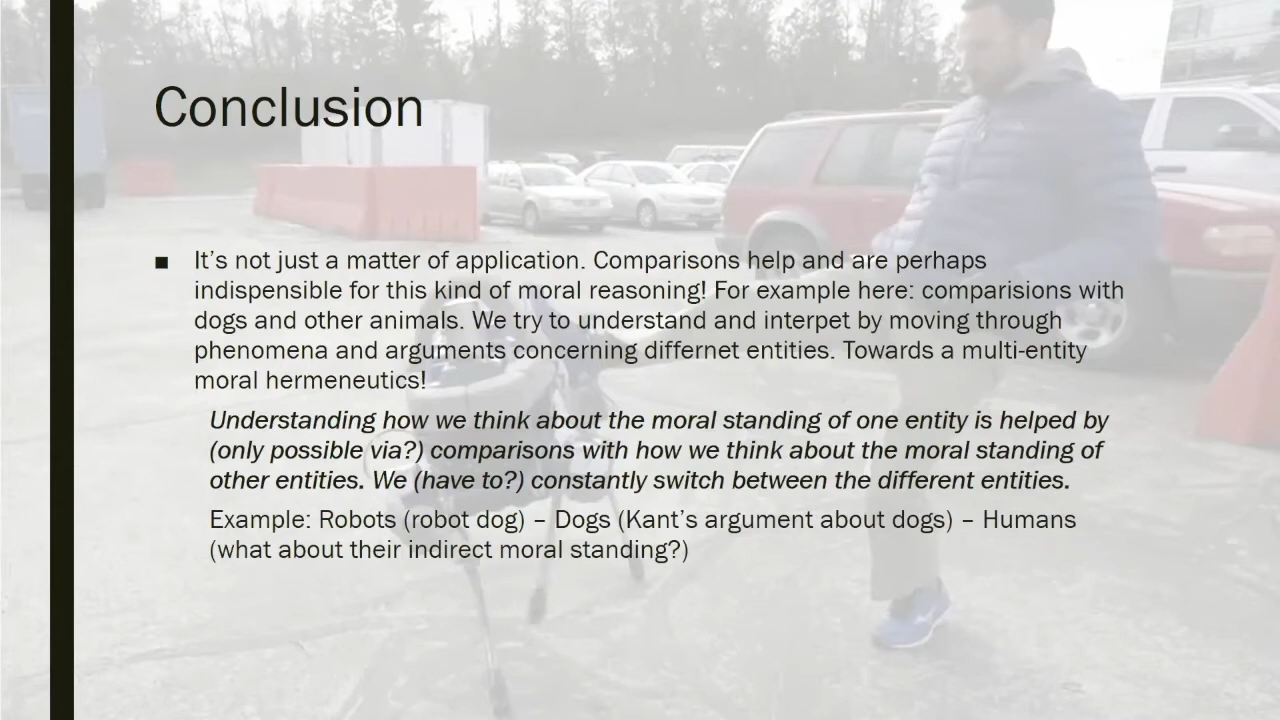 Conclusion
■ It’s not just a matter of application. Comparisons help and are perhaps
indispensible for this kind of moral reasoning! For example here: comparisions with
dogs and other animals. We try to understand and interpet by moving through
phenomena and arguments concerning differnet entities. Towards a multi-entity
moral hermeneutics!
Understanding how we think about the moral standing of one entity is helped by
(only possible via?) comparisons with how we think about the moral standing of
other entities. We (have to?) constantly switch between the different entities.
Example: Robots (robot dog) – Dogs (Kant’s argument about dogs) – Humans
(what about their indirect moral standing?)